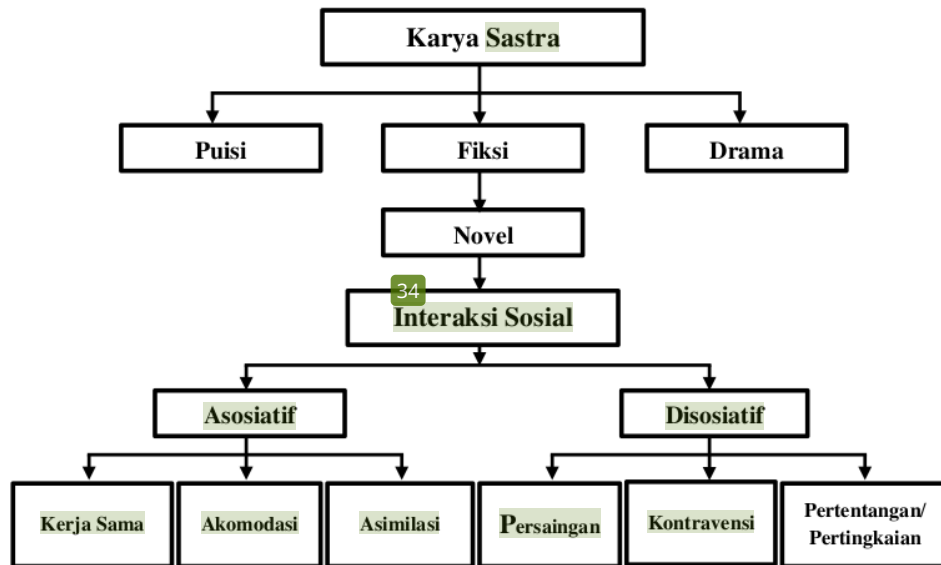 Karya Sastra
Puisi
Fiksi
Drama
Novel
34
Interaksi Sosial
Asosiatif
Disosiatif
Kerja Sama
Akomodasi
Asimilasi
Persaingan
Kontravensi
Pertentangan/
Pertingkaian